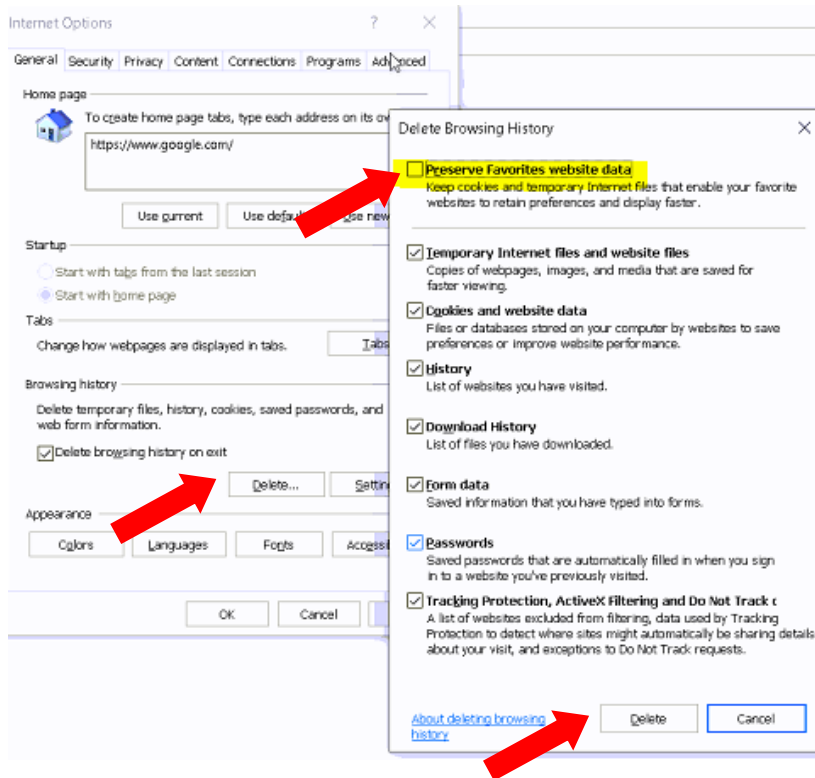 Internet Options
General Security Privacy Content Connections Programs Advanced
Home page
To create home page tabs, type each address on its
https://www.google.com/
Use current Use Use new
Startup
Start with tabs from the last session
Start with home page
Tabs
Change how webpages are displayed in tabs. Tabs
Browsing history
Delete temporary files, history, cookies, saved passwords, and
web form information.
Delete browsing history on exit
Delete...
Appearance
Colors Languages Fonts
OK Cancel
Delete Browsing History
Preserve Favorites website data
Keep cookies and temporary Internet files that enable your favorite
websites to retain preferences and display faster.
Temporary Internet files and website files
Copies of webpages, images, and media that are saved for
faster viewing.
Cookies and website data
Files or databases stored on your computer by websites to save
preferences or improve website performance.
History
List of websites you have visited.
Download History
List of files you have downloaded.
Form data
Saved information that you have typed into forms.
Passwords
Saved passwords that are automatically filled in when you sign
in to a website you've previously visited.
Tracking Protection, ActiveX Filtering and Do Not Track
A list of websites excluded from filtering, data used by Tracking
Protection to detect where sites might automatically be sharing details
about your visit, and exceptions to Do Not Track requests.
About deleting browsing
history
Delete Cancel